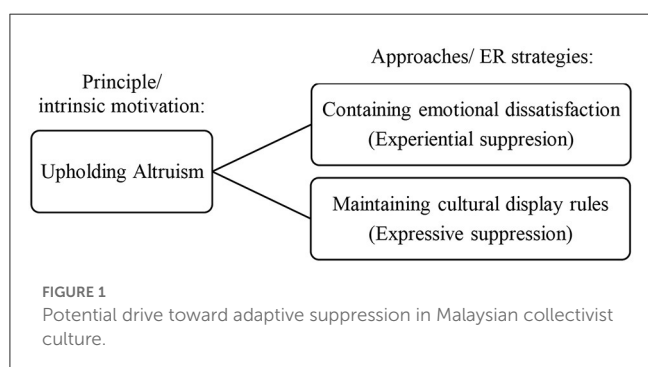 Approaches/ ER strategies:
Principle/
intrinsic motivation:
Containing emotional dissatisfaction
(Experiential suppresion)
Upholding Altruism
Maintaining cultural display rules
(Expressive suppression)
FIGURE 1
Potential drive toward adaptive suppression in Malaysian collectivist
culture.